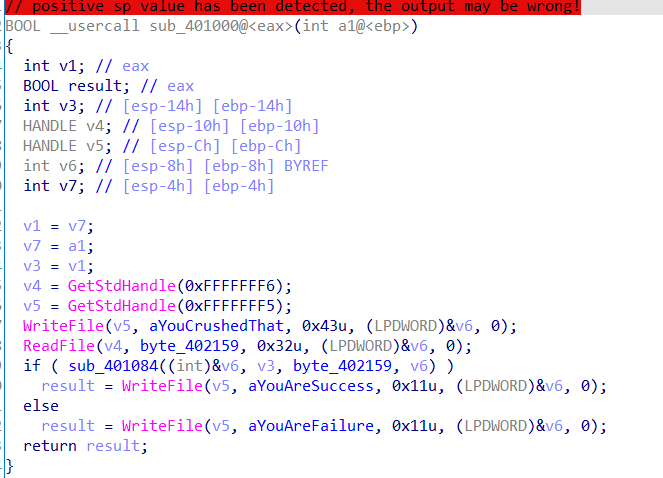 // positive sp value has been detected, the output may be wrong!
BOOL __usercall sub_401000@<eax>(int a1@<ebp>)
{
  int v1; // eax
  BOOL result; // eax
  int v3; // [esp-14h] [ebp-14h]
  HANDLE v4; // [esp-10h] [ebp-10h]
  HANDLE v5; // [esp-Ch] [ebp-Ch]
  int v6; // [esp-8h] [ebp-8h] BYREF
  int v7; // [esp-4h] [ebp-4h]

  v1 = v7;
  v7 = a1;
  v3 = v1;
  v4 = GetStdHandle(0xFFFFFFF6);
  v5 = GetStdHandle(0xFFFFFFF5);
  WriteFile(v5, aYouCrushedThat, 0x43u, (LPDWORD)&v6, 0);
  ReadFile(v4, byte_402159, 0x32u, (LPDWORD)&v6, 0);
  if ( sub_401084((int)&v6, v3, byte_402159, v6) )
    result = WriteFile(v5, aYouAreSuccess, 0x11u, (LPDWORD)&v6, 0);
  else
    result = WriteFile(v5, aYouAreFailure, 0x11u, (LPDWORD)&v6, 0);
  return result;
}